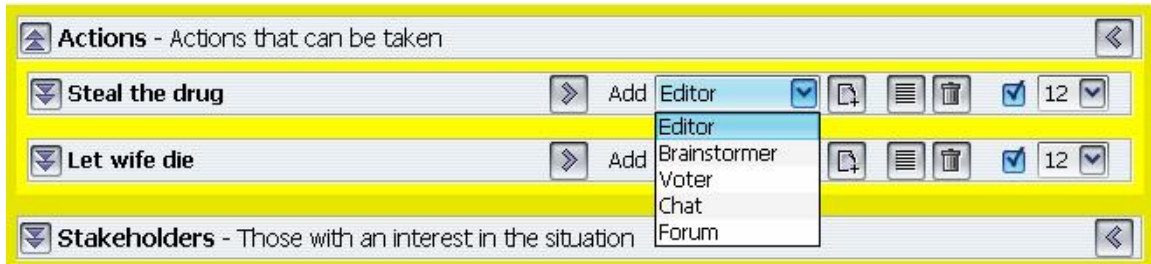 Actions - Actions that can be taken
Steal the drug Add Editor 12
Editor
Let wife die Add Brainstormer 12
Voter
Chat
Stakeholders - Those with an interest in the situation Forum